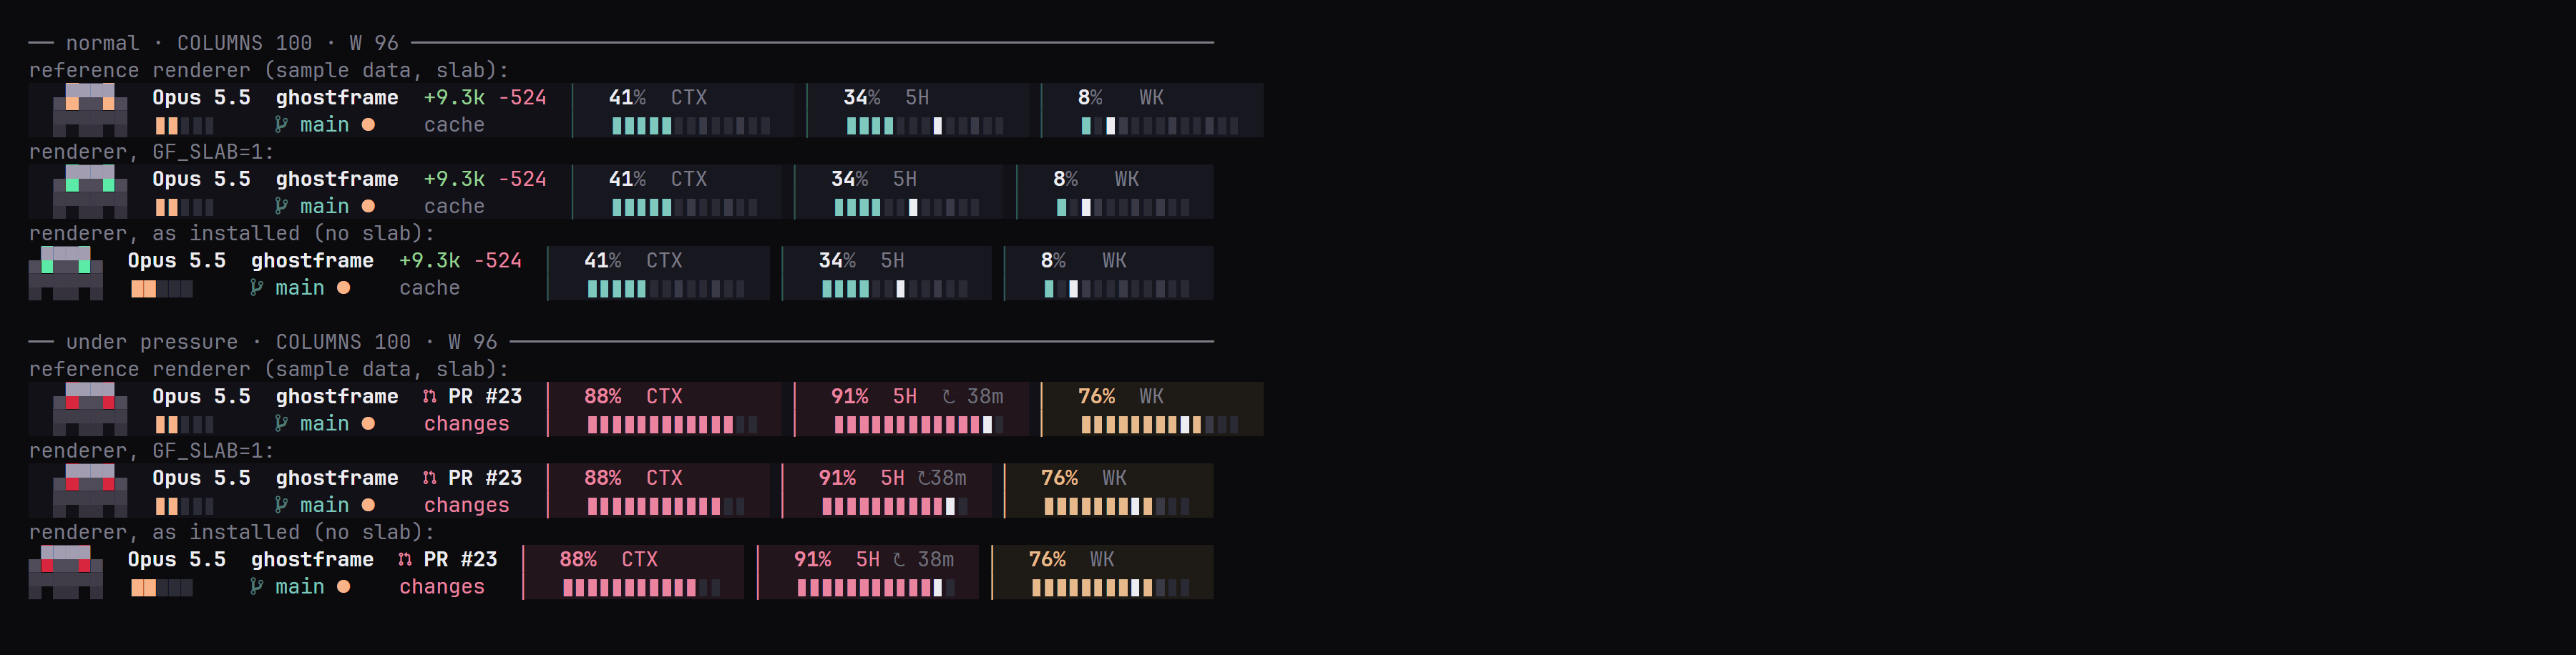 ── normal · COLUMNS 100 · W 96 ──
reference renderer (sample data, slab):
Opus 5.5 ghostframe +9.3k -524 41% CTX 34% 5H 8% WK
main ● cache
renderer, GF_SLAB=1:
Opus 5.5 ghostframe +9.3k -524 41% CTX 34% 5H 8% WK
main ● cache
renderer, as installed (no slab):
Opus 5.5 ghostframe +9.3k -524 41% CTX 34% 5H 8% WK
main ● cache
── under pressure · COLUMNS 100 · W 96 ──
reference renderer (sample data, slab):
Opus 5.5 ghostframe PR #23 88% CTX 91% 5H ↻ 38m 76% WK
main ● changes
renderer, GF_SLAB=1:
Opus 5.5 ghostframe PR #23 88% CTX 91% 5H ↻38m 76% WK
main ● changes
renderer, as installed (no slab):
Opus 5.5 ghostframe PR #23 88% CTX 91% 5H ↻ 38m 76% WK
main ● changes